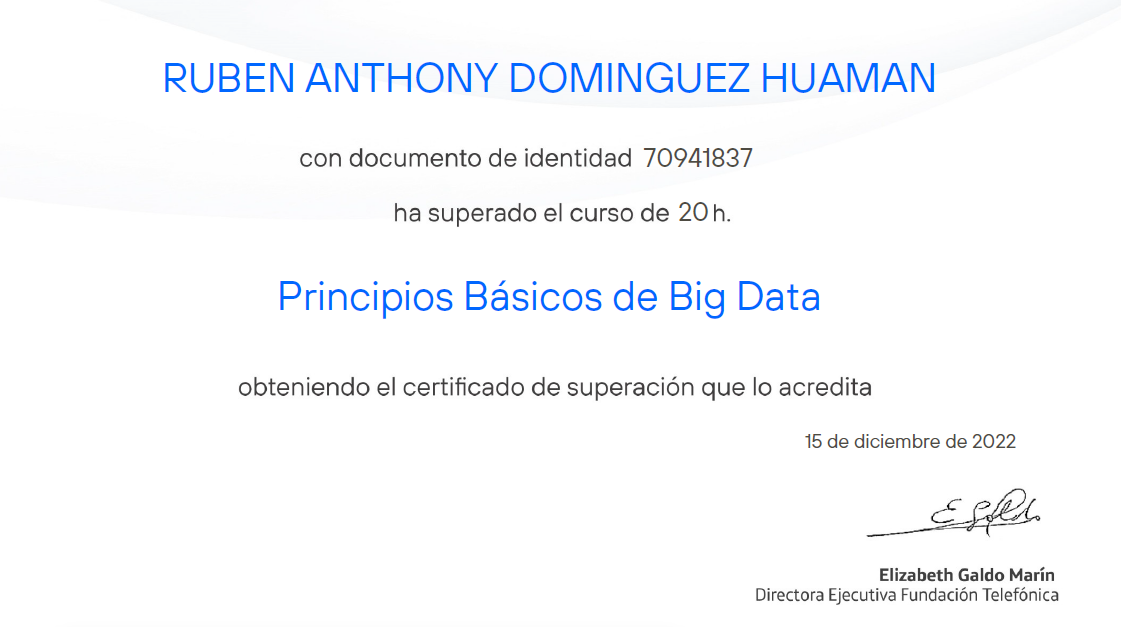 RUBEN ANTHONY DOMINGUEZ HUAMAN
con documento de identidad 70941837
ha superado el curso de 20 h.
Principios Básicos de Big Data
obteniendo el certificado de superación que lo acredita
15 de diciembre de 2022
E Galdo
Elizabeth Galdo Marín
Directora Ejecutiva Fundación Telefónica